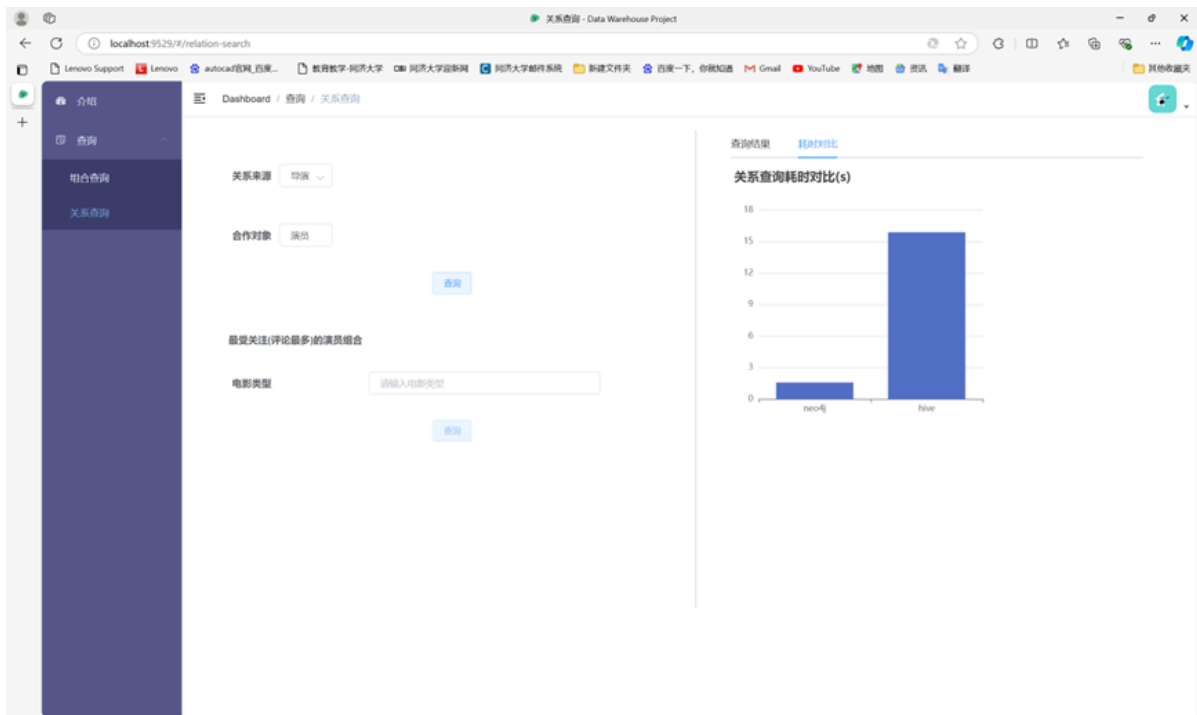 关系查询 - Data Warehouse Project
localhost:9529/#/relation-search
Lenovo Support Lenovo autocad官网_百度... 教育教学-同济大学 同济大学迎新网 同济大学邮件系统 新建文件夹 百度一下，你就知道 Gmail YouTube 地图 资讯 翻译 其他收藏夹
介绍
Dashboard / 查询 / 关系查询
查询
组合查询
关系查询
关系来源 导演
合作对象 演员
查询
最受关注(评论最多)的演员组合
电影类型 请输入电影类型
查询
查询结果 耗时对比
关系查询耗时对比(s)
18
15
12
9
6
3
0
neo4j hive